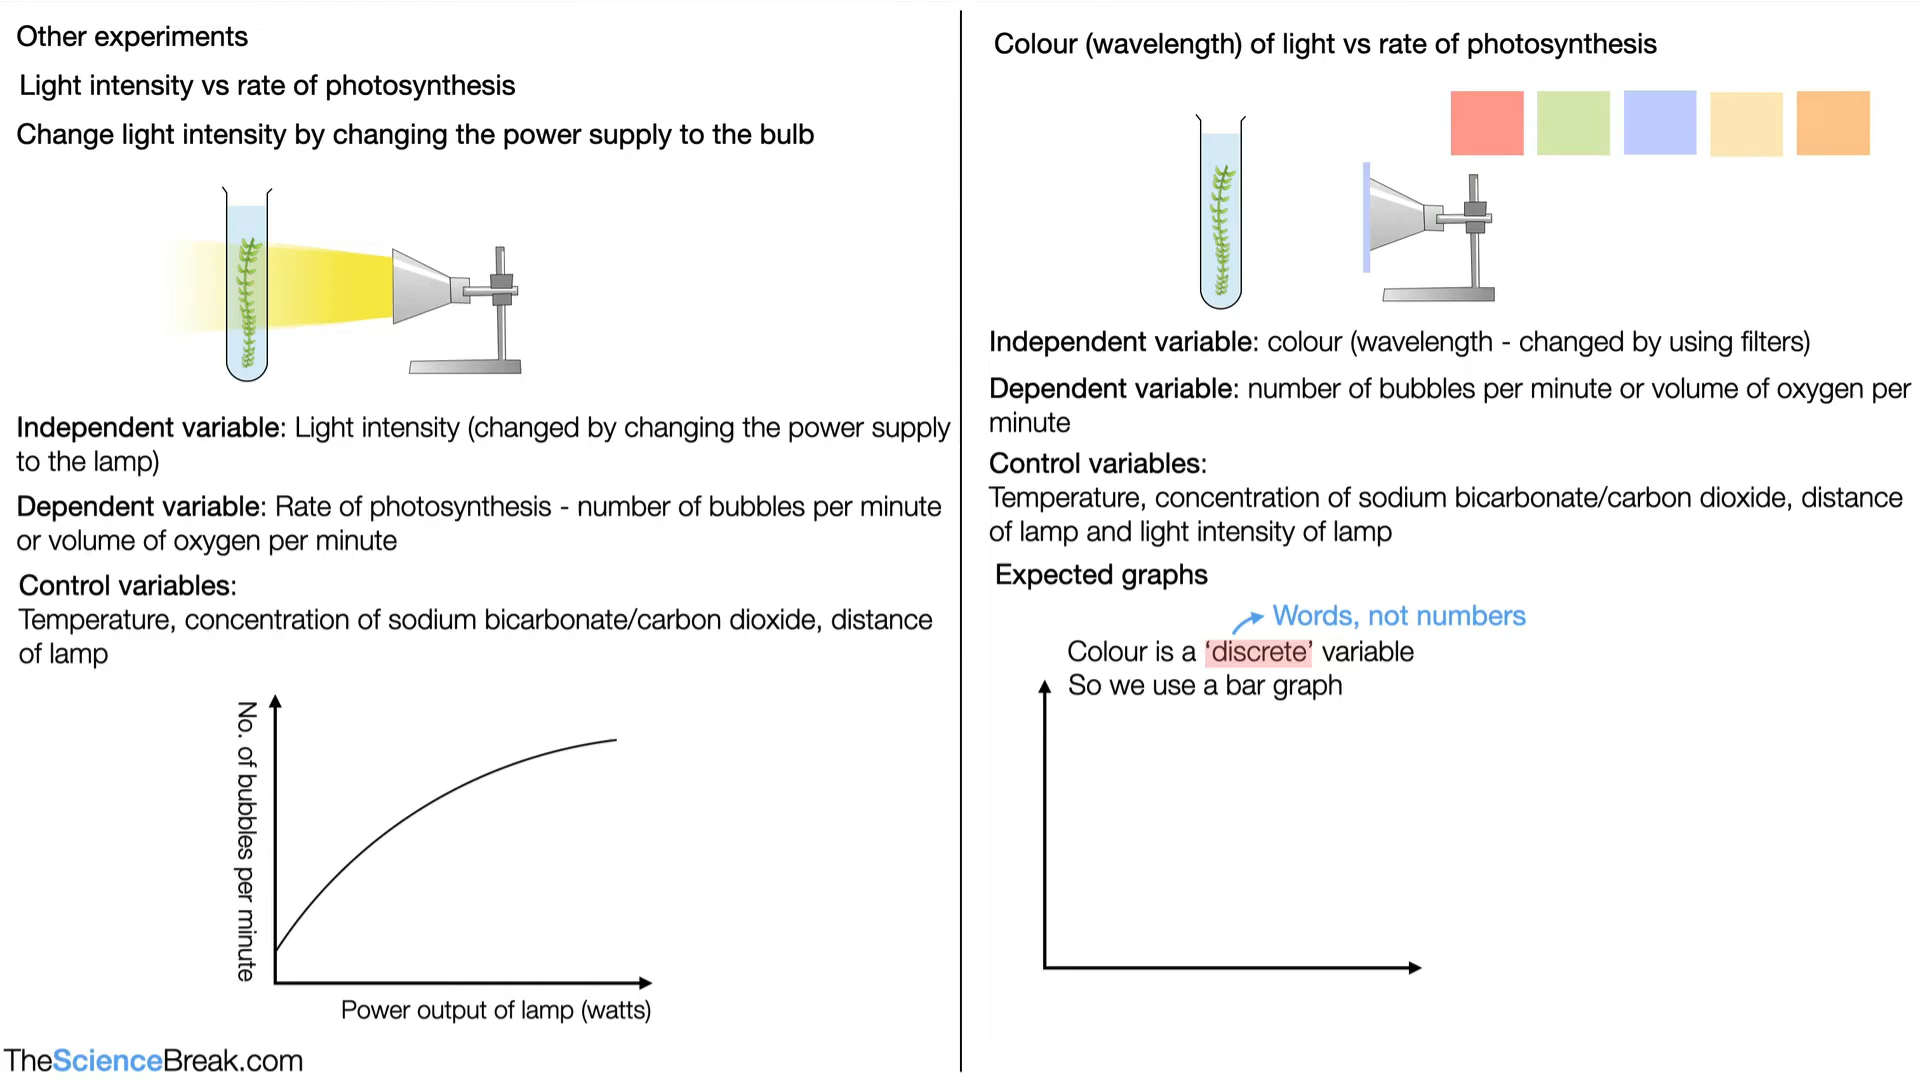 Other experiments
Light intensity vs rate of photosynthesis
Change light intensity by changing the power supply to the bulb
Independent variable: Light intensity (changed by changing the power supply
to the lamp)
Dependent variable: Rate of photosynthesis - number of bubbles per minute
or volume of oxygen per minute
Control variables:
Temperature, concentration of sodium bicarbonate/carbon dioxide, distance
of lamp
No. of bubbles per minute
Power output of lamp (watts)
TheScienceBreak.com
Colour (wavelength) of light vs rate of photosynthesis
Independent variable: colour (wavelength - changed by using filters)
Dependent variable: number of bubbles per minute or volume of oxygen per
minute
Control variables:
Temperature, concentration of sodium bicarbonate/carbon dioxide, distance
of lamp and light intensity of lamp
Expected graphs
Words, not numbers
Colour is a ‘discrete’ variable
So we use a bar graph